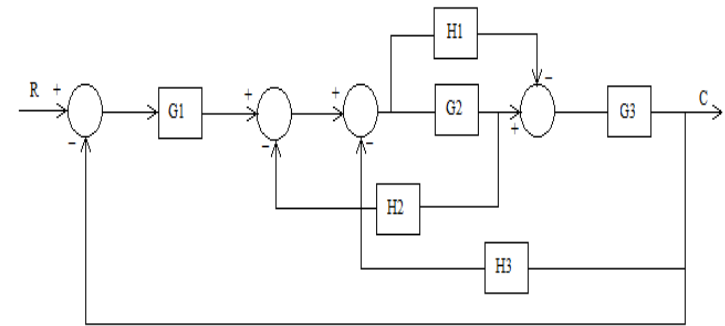 H1
R + G1 + + G2 + − G3 C
− − −
H2
H3